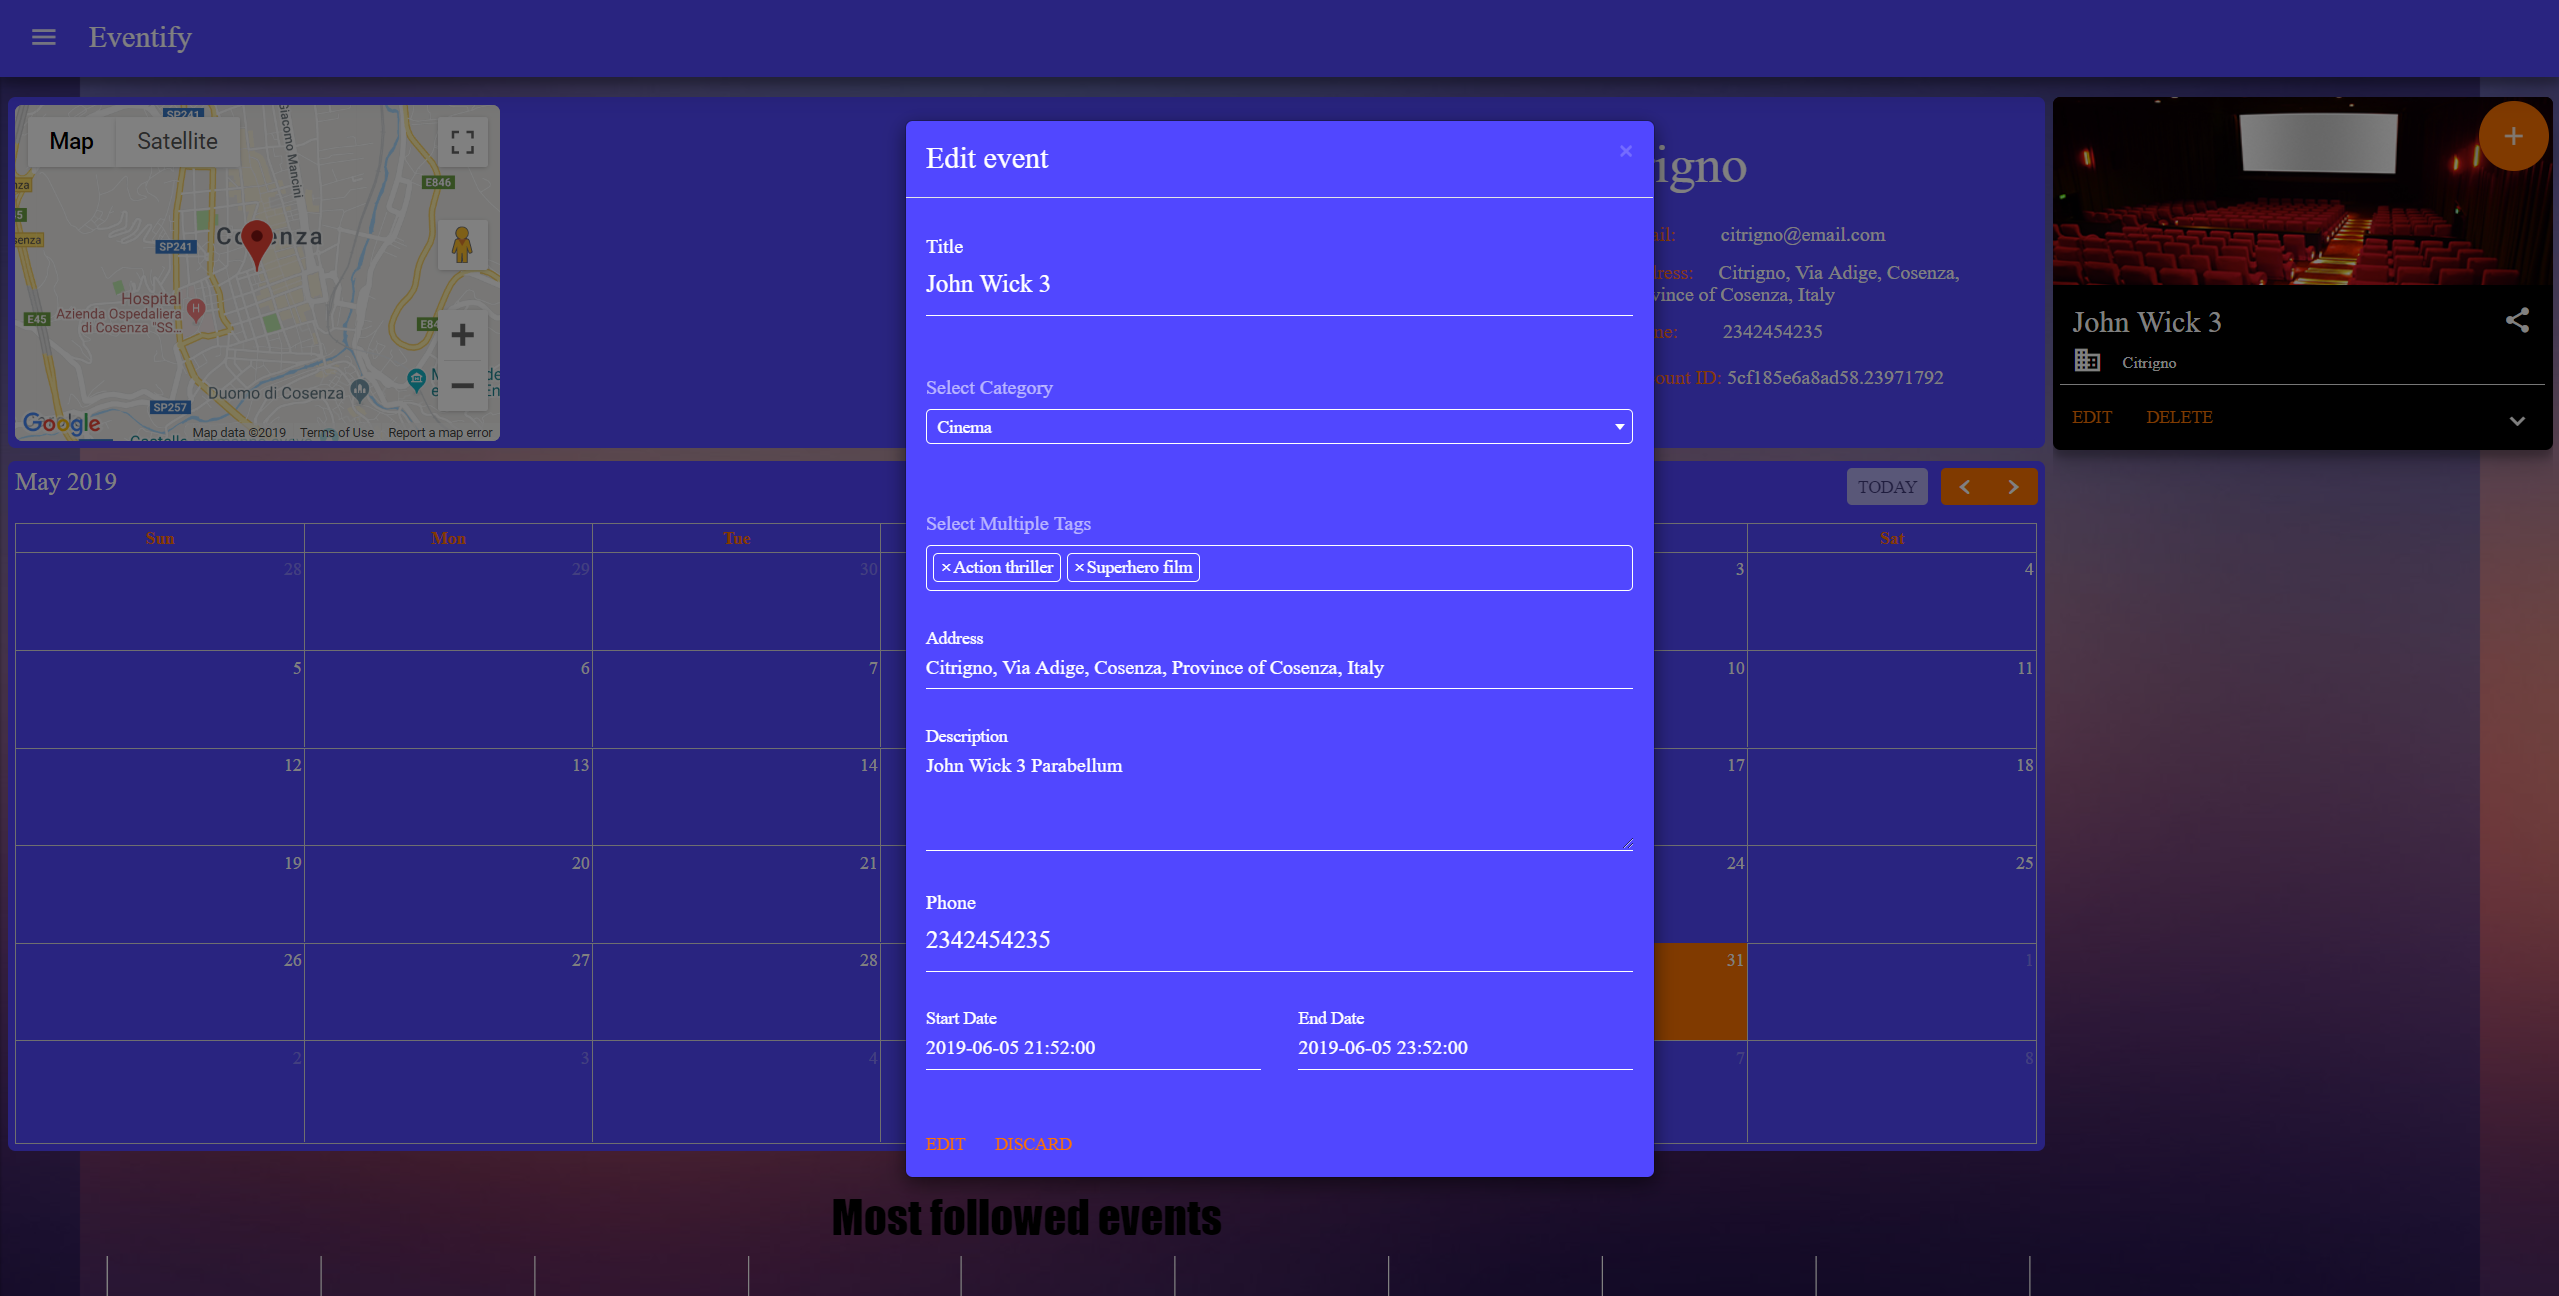 Eventify
Map Satellite
SP241
Giacomo Mancini
E846
Cosenza
SP241
Hospital
Azienda Ospedaliera
di Cosenza "SS...
E45
Duomo di Cosenza
SP257
Google
Map data ©2019 Terms of Use Report a map error
Edit event
×
Title
John Wick 3
Select Category
Cinema
Select Multiple Tags
×Action thriller ×Superhero film
Address
Citrigno, Via Adige, Cosenza, Province of Cosenza, Italy
Description
John Wick 3 Parabellum
Phone
2342454235
Start Date End Date
2019-06-05 21:52:00 2019-06-05 23:52:00
EDIT DISCARD
igno
citrigno@email.com
Citrigno, Via Adige, Cosenza,
vince of Cosenza, Italy
2342454235
ount ID: 5cf185e6a8ad58.23971792
John Wick 3
Citrigno
EDIT DELETE
May 2019
TODAY
Sun Mon Tue Sat
28 29 30 3 4
5 6 7 10 11
12 13 14 17 18
19 20 21 24 25
26 27 28 31 1
2 3 4 7 8
Most followed events